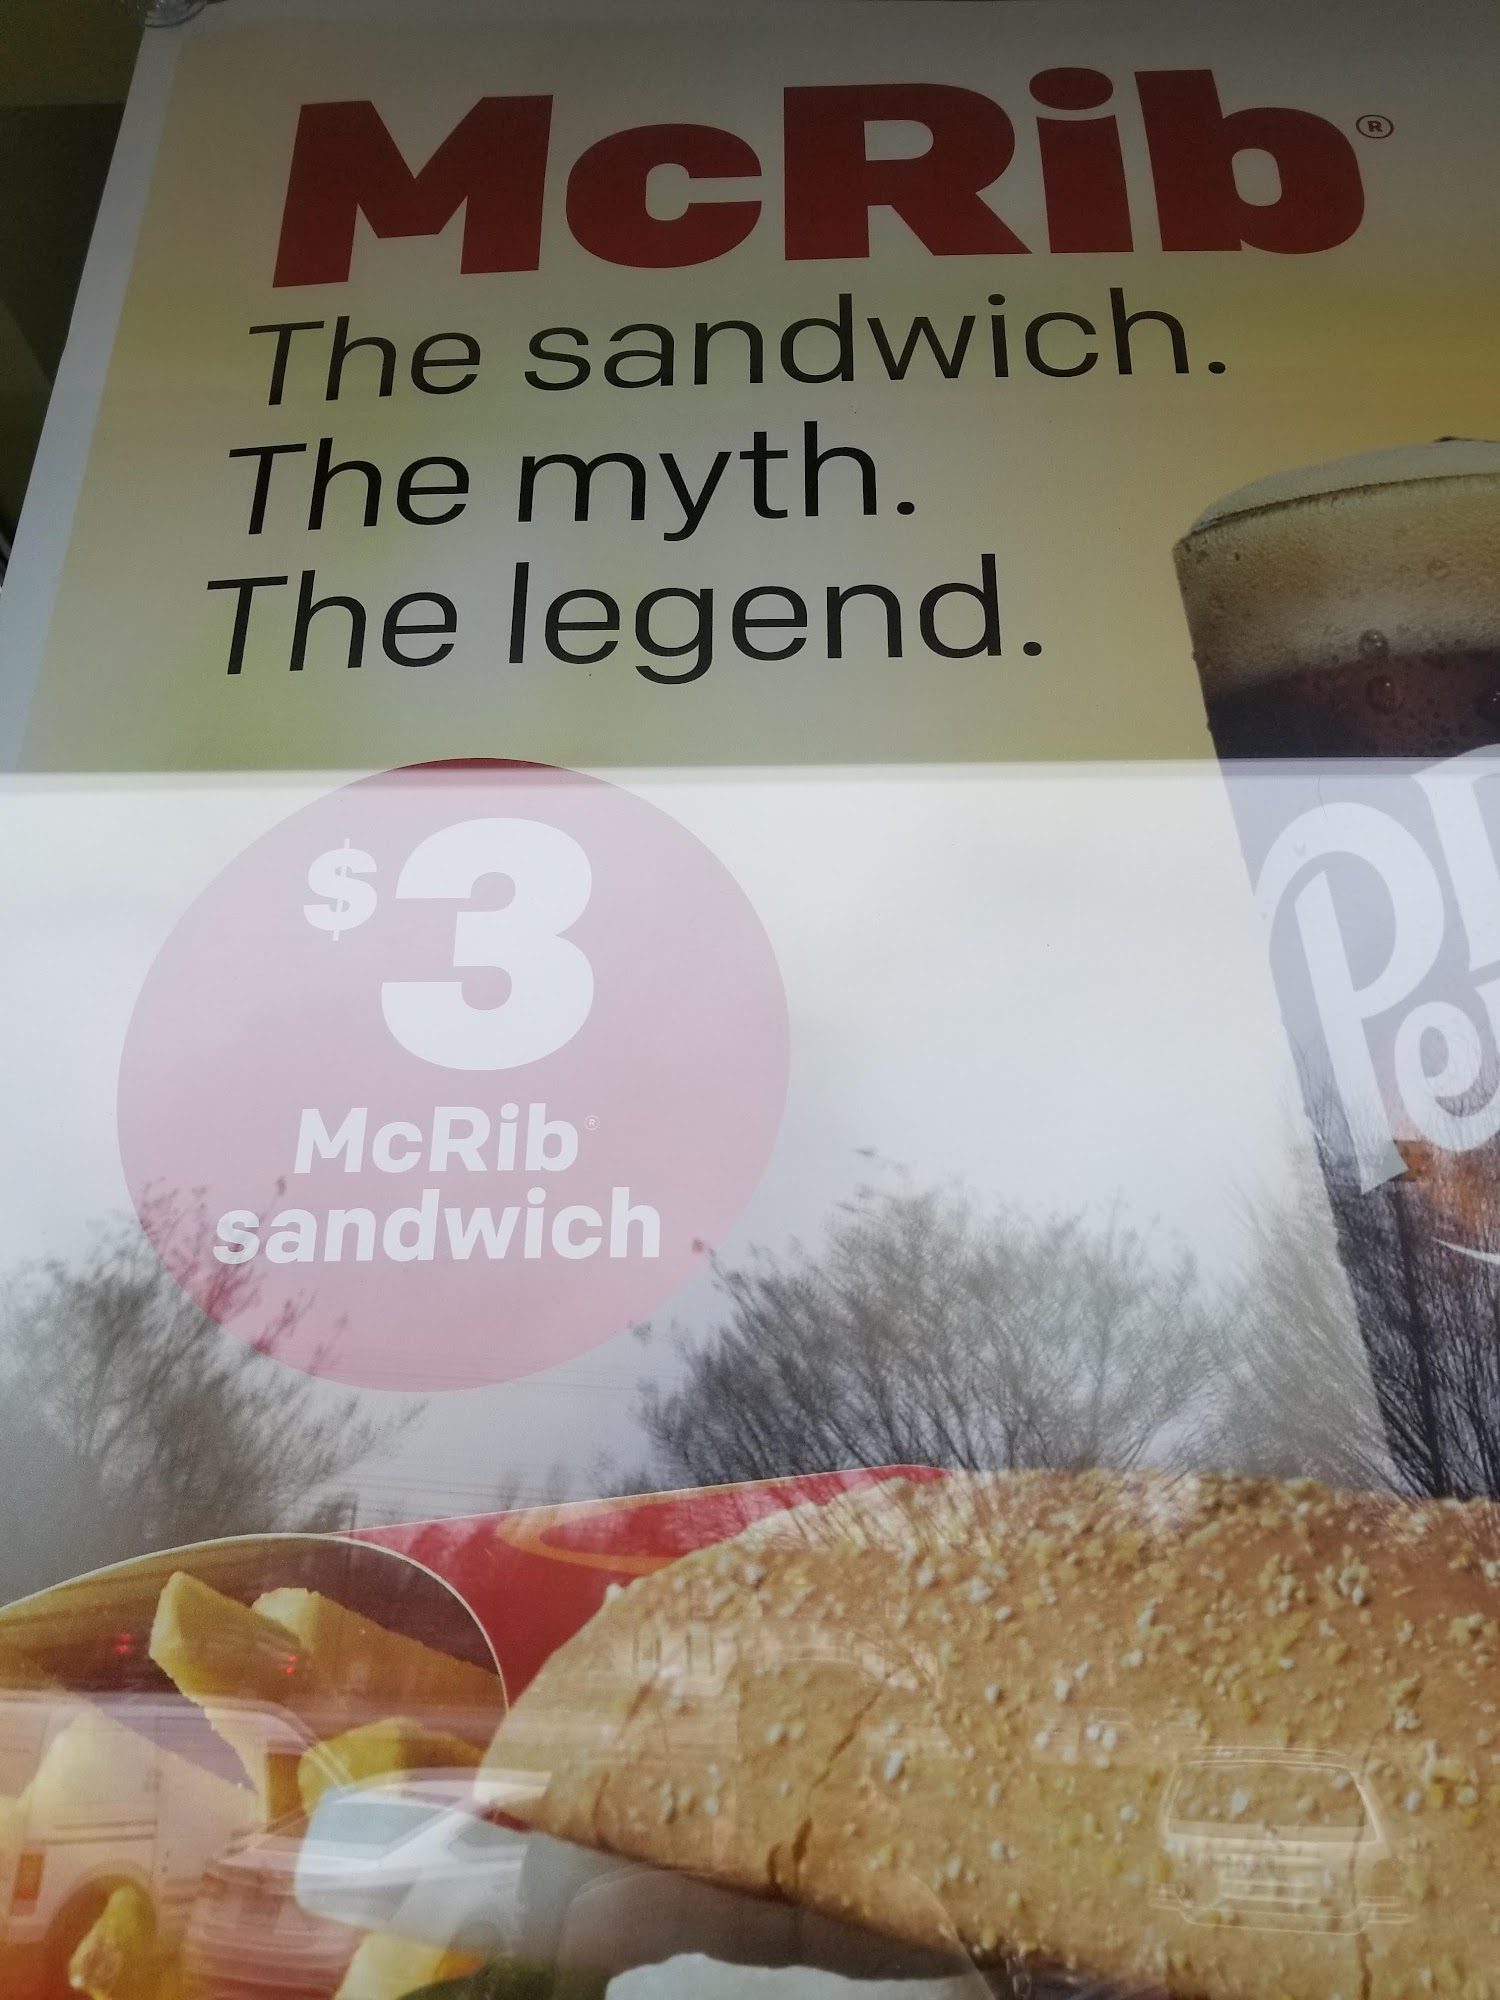 McRib®
The sandwich.
The myth.
The legend.
$3
McRib®
sandwich